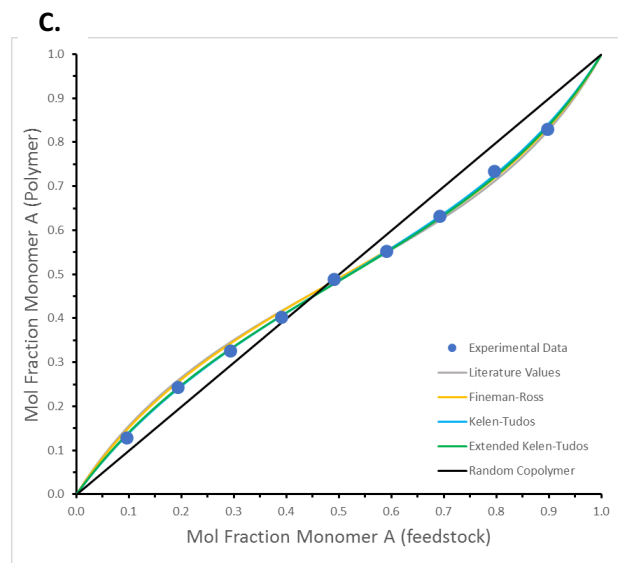 C.
1.0
0.9
0.8
0.7
0.6
0.5
0.4
0.3
0.2
0.1
0.0
Mol Fraction Monomer A (Polymer)
Experimental Data
Literature Values
Fineman-Ross
Kelen-Tudos
Extended Kelen-Tudos
Random Copolymer
0.0 0.1 0.2 0.3 0.4 0.5 0.6 0.7 0.8 0.9 1.0
Mol Fraction Monomer A (feedstock)